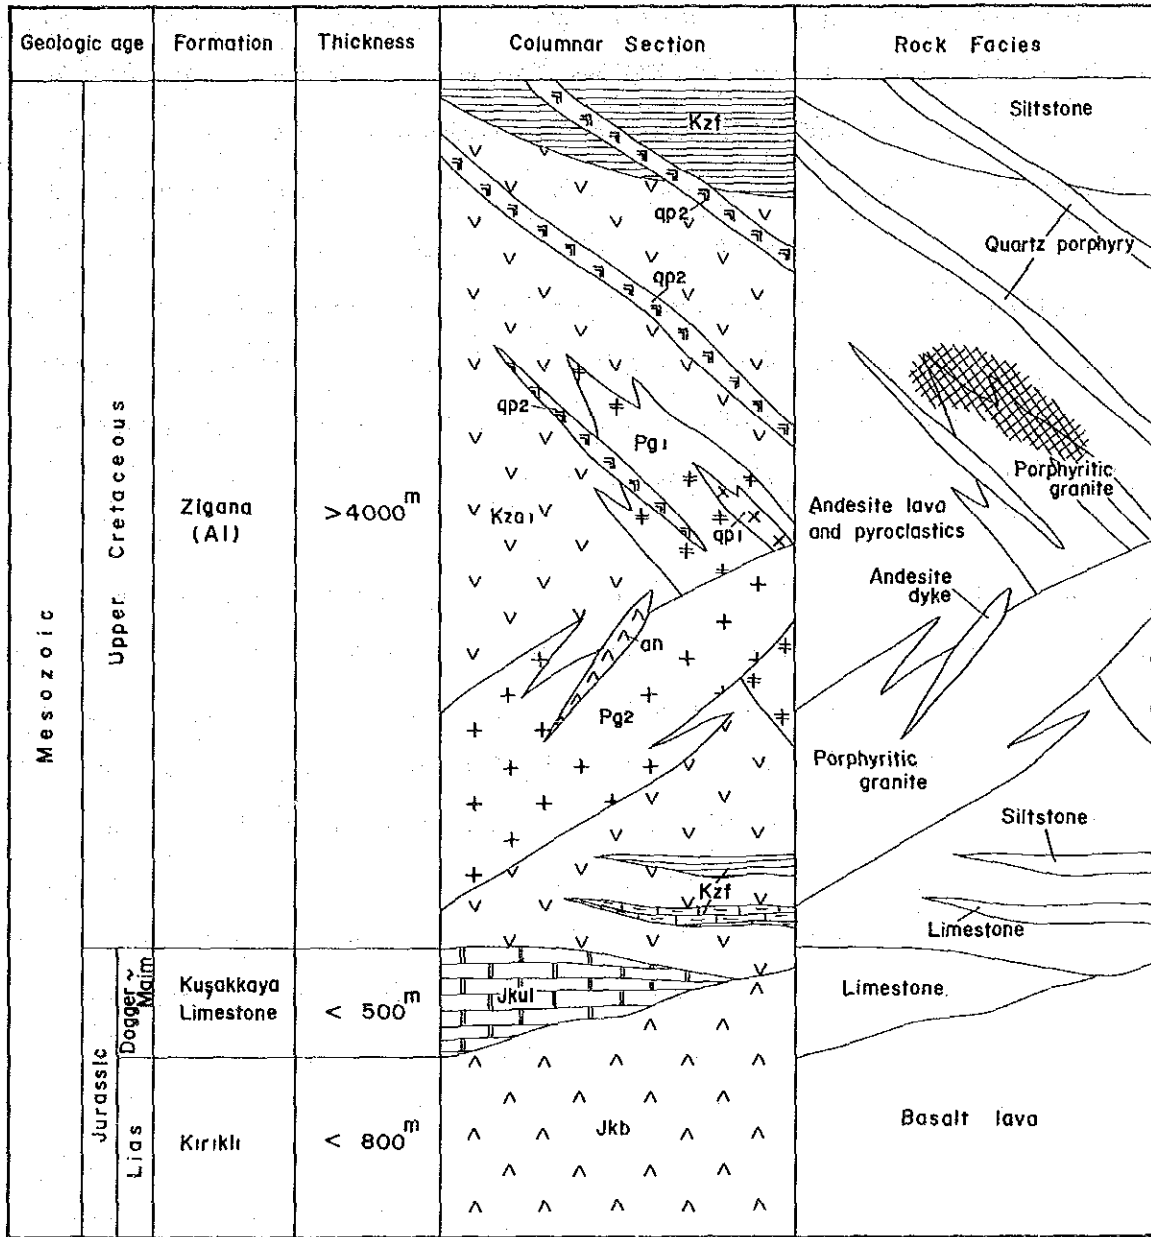 Geologic age
Formation
Thickness
Columnar Section
Rock Facies
Mesozoic
Upper Cretaceous
Zigana
(Al)
>4000m
Kzf
qp2
qp2
qp2
Pg1
Kza1
qp1
an
Pg2
Kzf
Siltstone
Quartz porphyry
Porphyritic
granite
Andesite lava
and pyroclastics
Andesite
dyke
Porphyritic
granite
Siltstone
Limestone
Jurassic
Dogger ~
Malm
Kuşakkaya
Limestone
< 500m
Jkul
Limestone
Lias
Kırıklı
< 800m
Jkb
Basalt lava